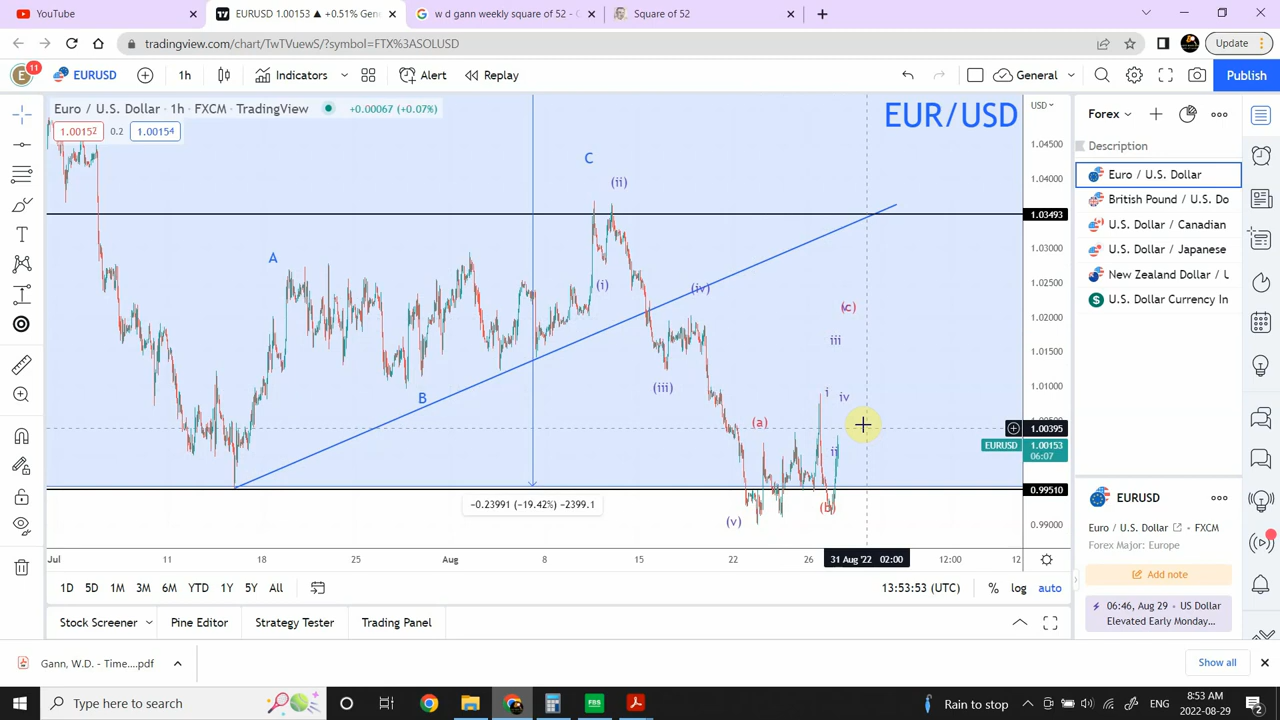 YouTube
EURUSD 1.00153 ▲ +0.51% Gene
w d gann weekly square of 52 - G
Square of 52
tradingview.com/chart/TwTVuewS/?symbol=FTX%3ASOLUSD
Update
E
11
EURUSD
1h
Indicators
Alert
Replay
General
Publish
Euro / U.S. Dollar · 1h · FXCM · TradingView
+0.00067 (+0.07%)
1.00152
0.2
1.00154
EUR/USD
USD
1.04500
1.04000
1.03493
1.03000
1.02500
1.02000
1.01500
1.01000
1.00395
EURUSD
1.00153
06:07
0.99510
0.99000
A
B
C
(i)
(ii)
(iii)
(iv)
(v)
(a)
(b)
(c)
i
ii
iii
iv
−0.23991 (−19.42%) −2399.1
Jul
11
18
25
Aug
8
15
22
26
31 Aug '22 02:00
12:00
12
1D
5D
1M
3M
6M
YTD
1Y
5Y
All
13:53:53 (UTC)
%
log
auto
Stock Screener
Pine Editor
Strategy Tester
Trading Panel
Forex
Description
Euro / U.S. Dollar
British Pound / U.S. Do
U.S. Dollar / Canadian
U.S. Dollar / Japanese
New Zealand Dollar / U
U.S. Dollar Currency In
EURUSD
Euro / U.S. Dollar
FXCM
Forex Major: Europe
Add note
06:46, Aug 29 • US Dollar
Elevated Early Monday...
Gann, W.D. - Time....pdf
Show all
Type here to search
FBS
Rain to stop
ENG
8:53 AM
2022-08-29
2